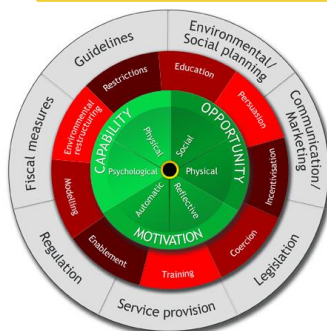 Environmental/
Social planning
Communication/
Marketing
Legislation
Service provision
Regulation
Fiscal measures
Guidelines
Education
Persuasion
Incentivisation
Coercion
Training
Enablement
Modelling
Environmental
restructuring
Restrictions
CAPABILITY
OPPORTUNITY
MOTIVATION
Physical
Social
Psychological
Physical
Automatic
Reflective